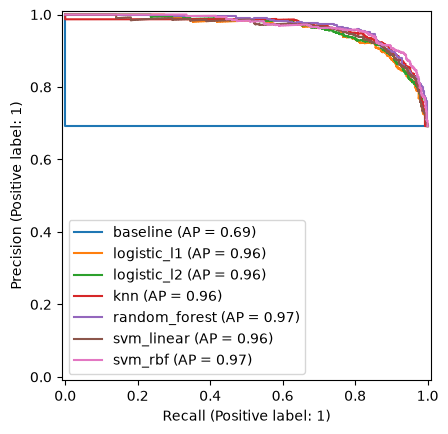 Precision (Positive label: 1)
1.0
0.8
0.6
0.4
0.2
0.0
baseline (AP = 0.69)
logistic_l1 (AP = 0.96)
logistic_l2 (AP = 0.96)
knn (AP = 0.96)
random_forest (AP = 0.97)
svm_linear (AP = 0.96)
svm_rbf (AP = 0.97)
0.0 0.2 0.4 0.6 0.8 1.0
Recall (Positive label: 1)